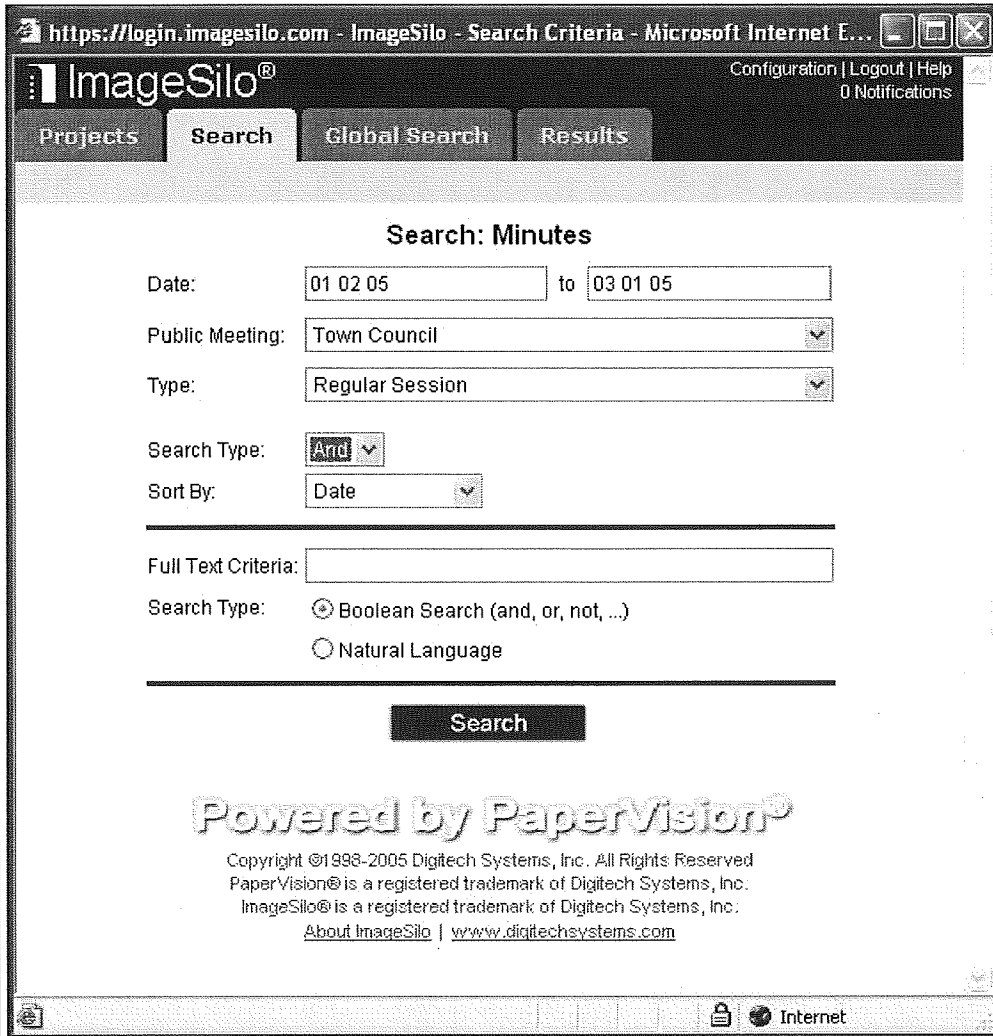 https://login.imagesilo.com - ImageSilo - Search Criteria - Microsoft Internet E...
ImageSilo®
Configuration | Logout | Help
0 Notifications
Projects Search Global Search Results
Search: Minutes
Date: 01 02 05 to 03 01 05
Public Meeting: Town Council
Type: Regular Session
Search Type: And
Sort By: Date
Full Text Criteria:
Search Type: Boolean Search (and, or, not, ...)
Natural Language
Search
Powered by PaperVision®
Copyright ©1998-2005 Digitech Systems, Inc. All Rights Reserved
PaperVision® is a registered trademark of Digitech Systems, Inc.
ImageSilo® is a registered trademark of Digitech Systems, Inc.
About ImageSilo | www.digitechsystems.com
Internet